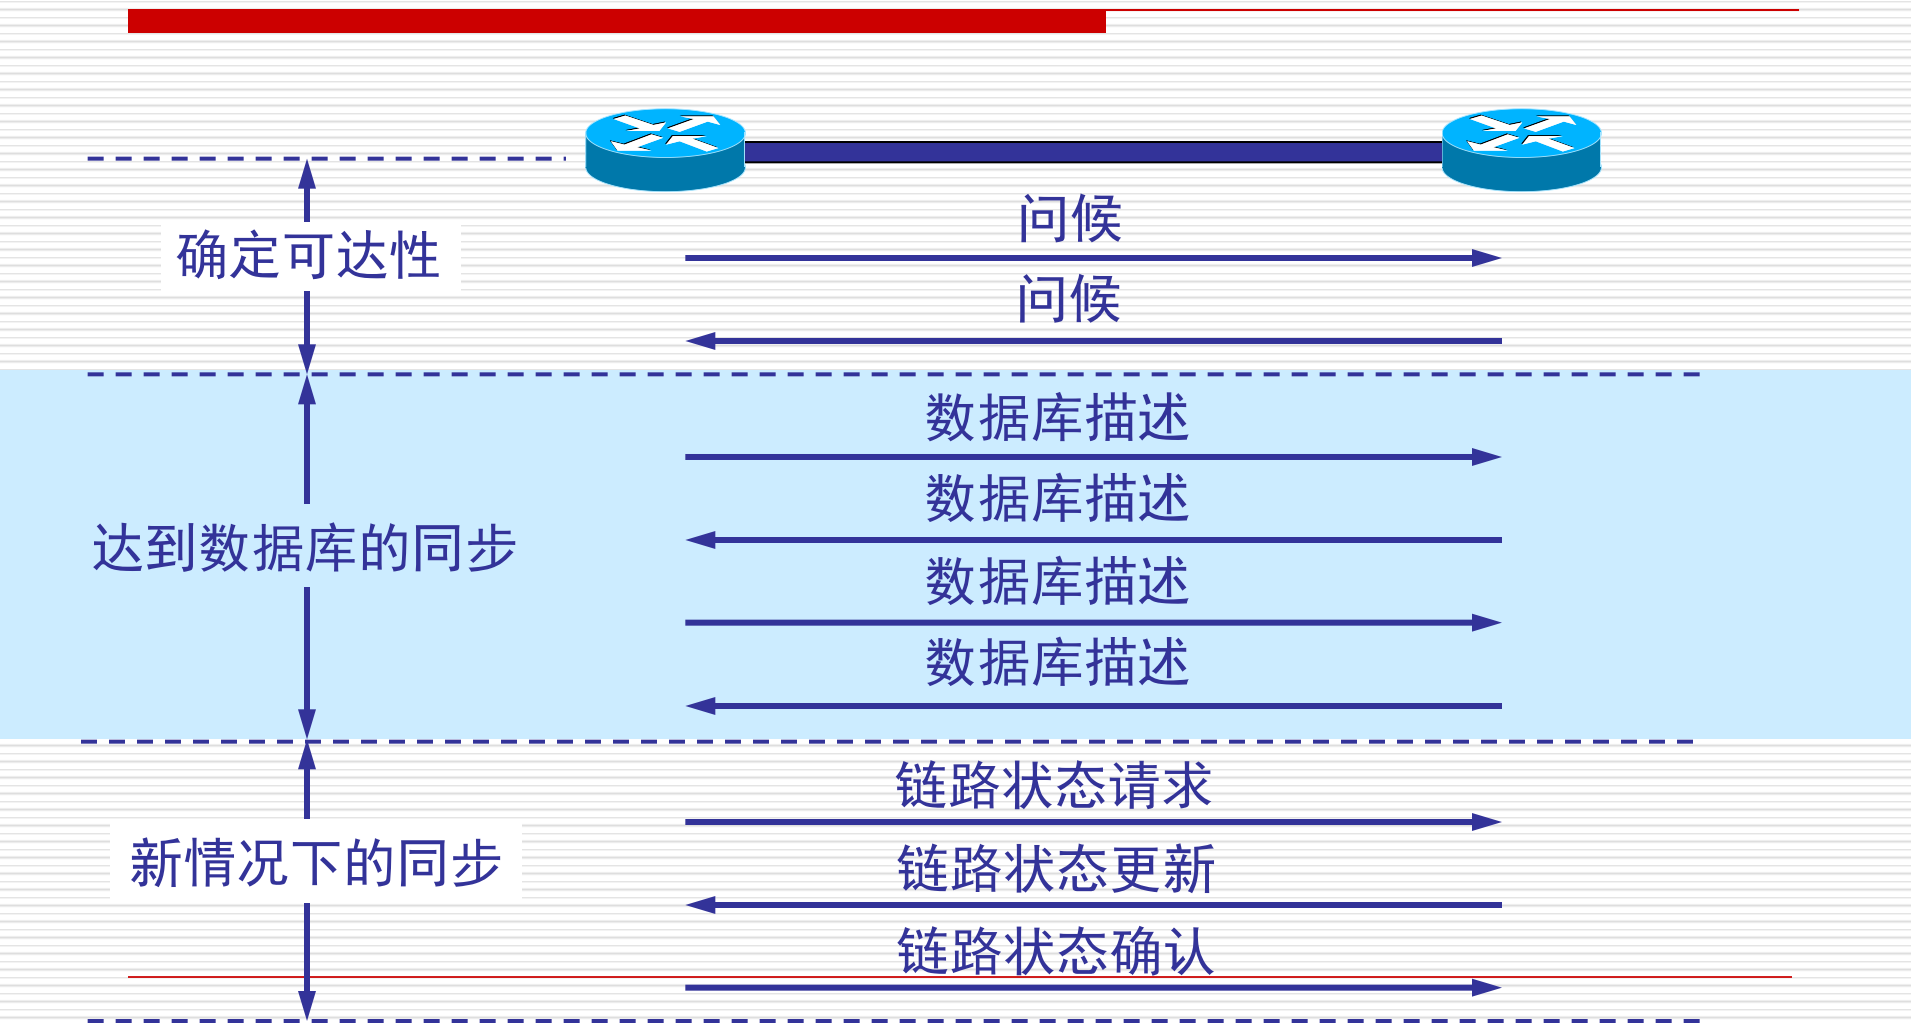 问候
确定可达性
问候
数据库描述
数据库描述
达到数据库的同步
数据库描述
数据库描述
链路状态请求
新情况下的同步
链路状态更新
链路状态确认